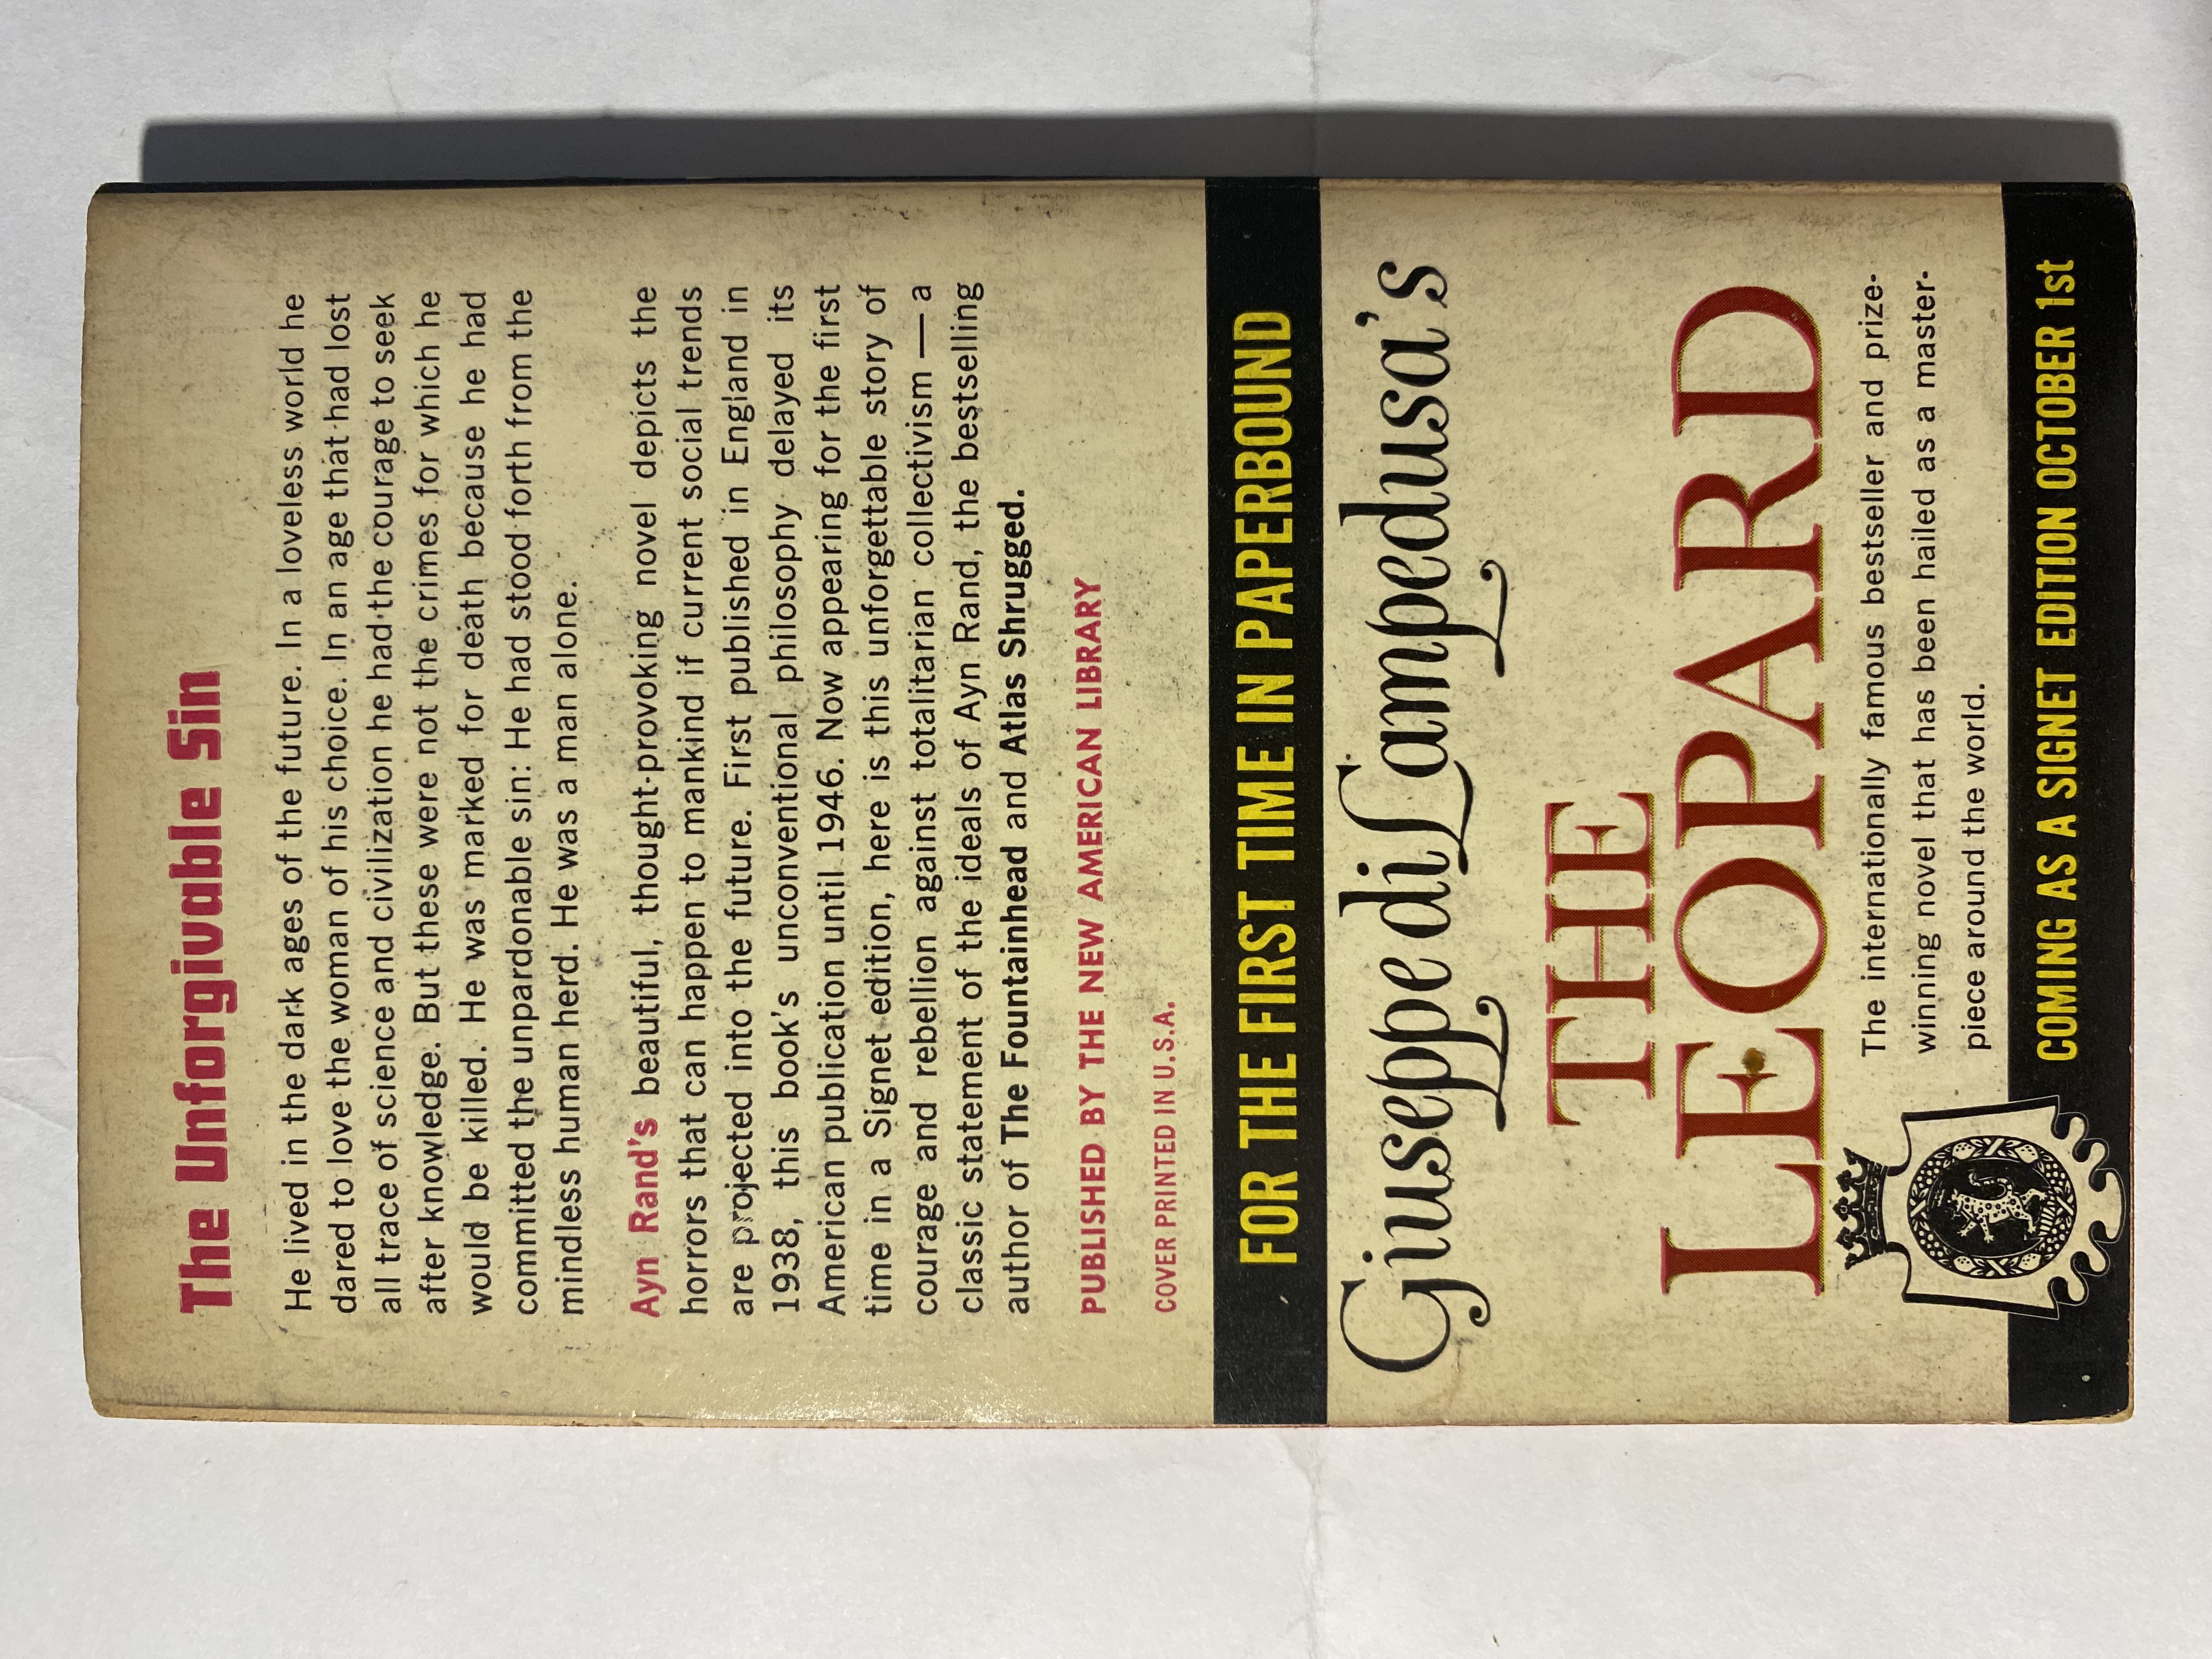 The Unforgivable Sin
He lived in the dark ages of the future. In a loveless world he
dared to love the woman of his choice. In an age that had lost
all trace of science and civilization he had the courage to seek
after knowledge. But these were not the crimes for which he
would be killed. He was marked for death because he had
committed the unpardonable sin: He had stood forth from the
mindless human herd. He was a man alone.
Ayn Rand's beautiful, thought-provoking novel depicts the
horrors that can happen to mankind if current social trends
are projected into the future. First published in England in
1938, this book's unconventional philosophy delayed its
American publication until 1946. Now appearing for the first
time in a Signet edition, here is this unforgettable story of
courage and rebellion against totalitarian collectivism — a
classic statement of the ideals of Ayn Rand, the bestselling
author of The Fountainhead and Atlas Shrugged.
PUBLISHED BY THE NEW AMERICAN LIBRARY
COVER PRINTED IN U.S.A.
FOR THE FIRST TIME IN PAPERBOUND
Giuseppe di Lampedusa's
THE
LEOPARD
The internationally famous bestseller and prize-
winning novel that has been hailed as a master-
piece around the world.
COMING AS A SIGNET EDITION OCTOBER 1st